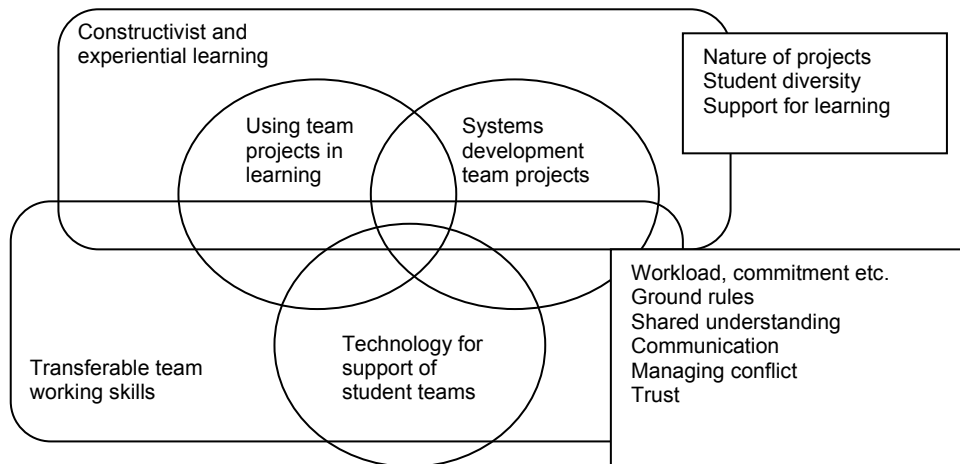 Constructivist and
experiential learning
Nature of projects
Student diversity
Support for learning
Using team
projects in
learning
Systems
development
team projects
Workload, commitment etc.
Ground rules
Shared understanding
Communication
Managing conflict
Trust
Technology for
support of
student teams
Transferable team
working skills